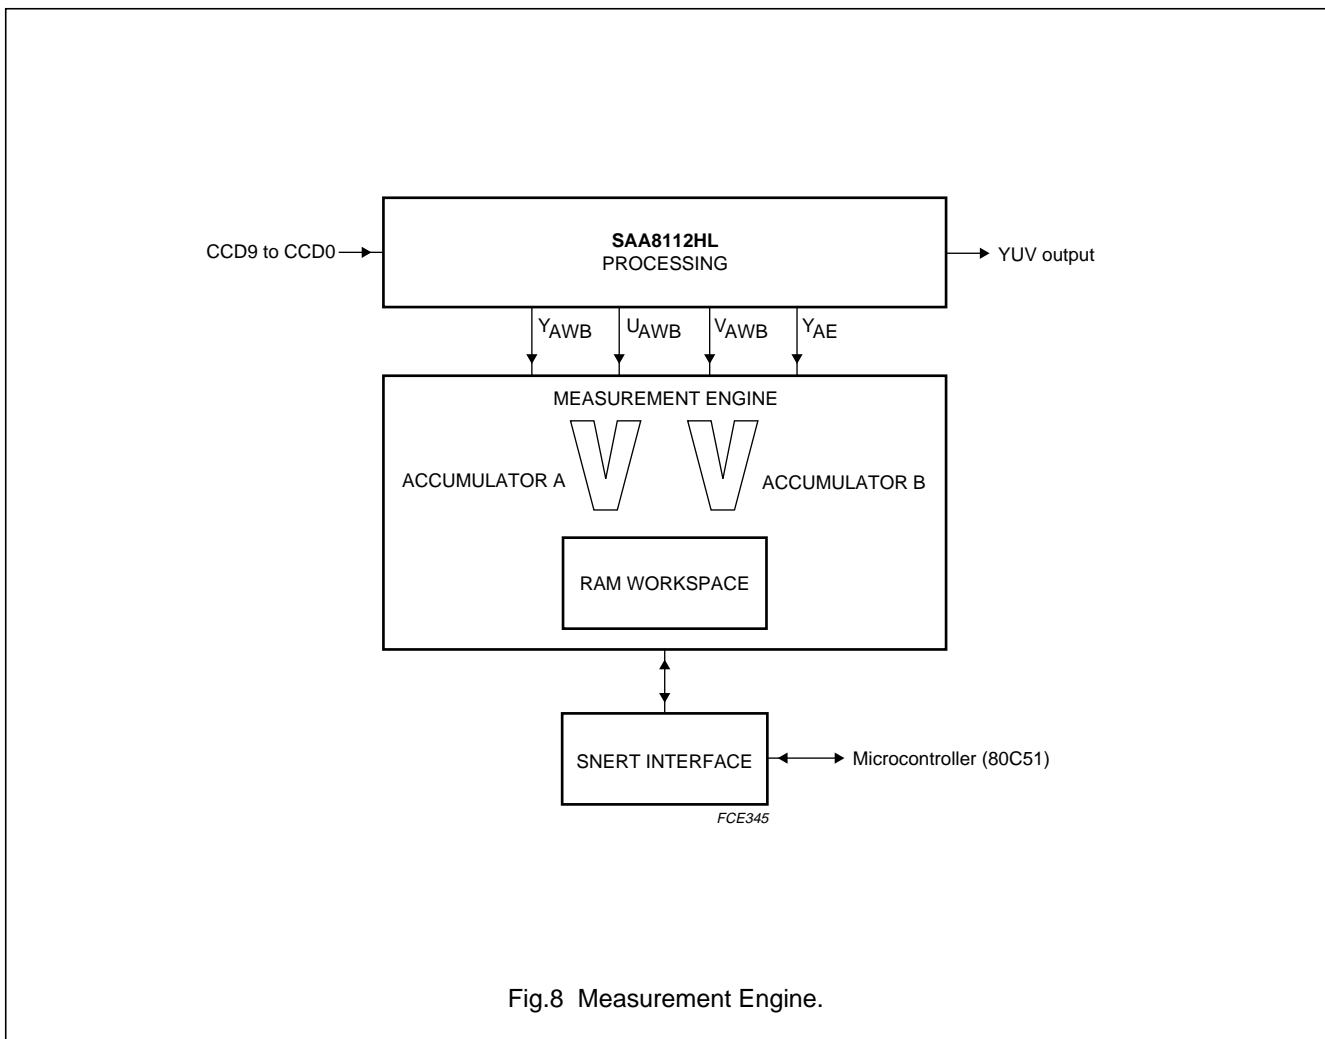 SAA8112HL
PROCESSING
CCD9 to CCD0
YUV output
YAWB UAWB VAWB YAE
MEASUREMENT ENGINE
ACCUMULATOR A
ACCUMULATOR B
RAM WORKSPACE
SNERT INTERFACE
Microcontroller (80C51)
FCE345
Fig.8 Measurement Engine.